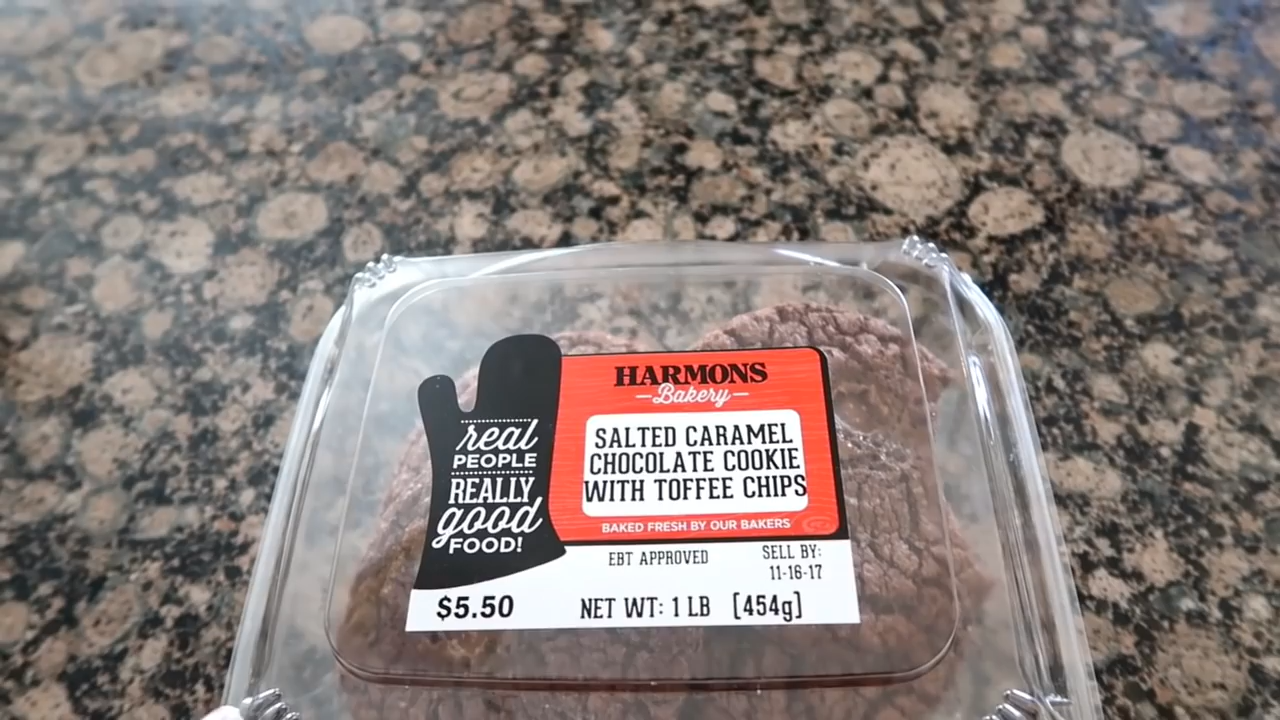 real
PEOPLE
REALLY
good
FOOD!
HARMONS
Bakery
SALTED CARAMEL
CHOCOLATE COOKIE
WITH TOFFEE CHIPS
BAKED FRESH BY OUR BAKERS
EBT APPROVED
SELL BY:
11-16-17
$5.50
NET WT: 1 LB [454g]